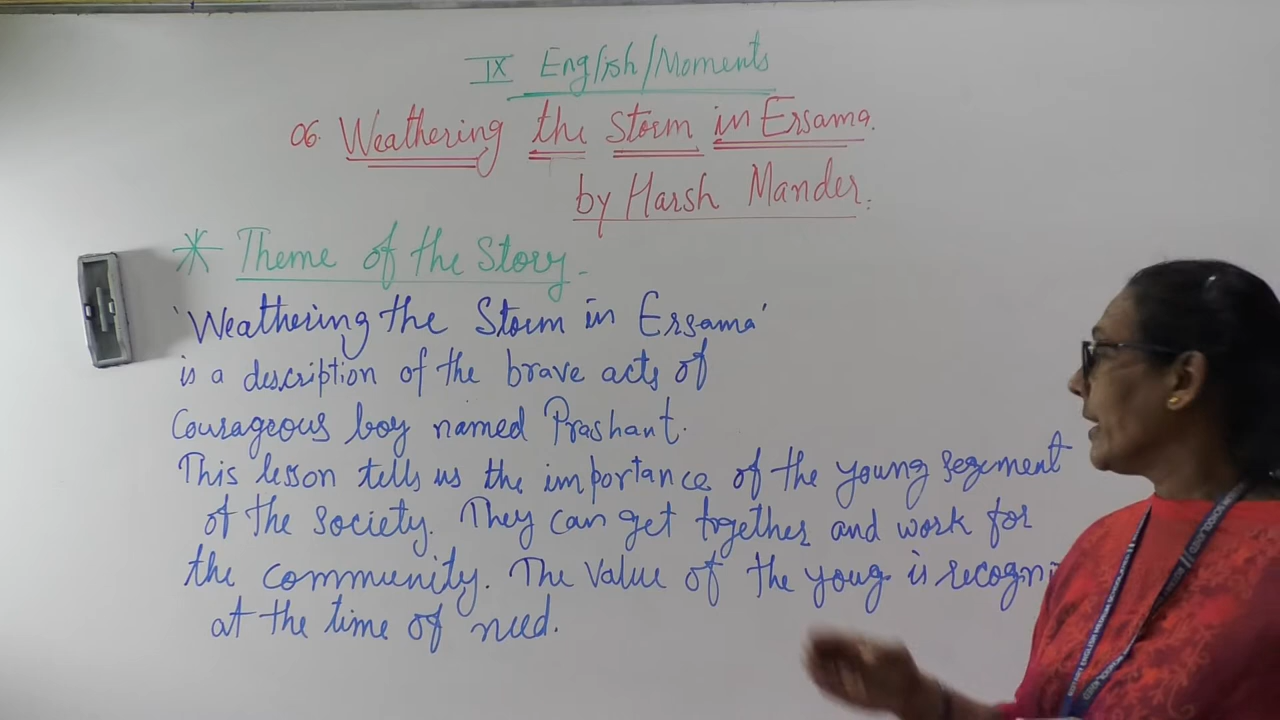 IX English/Moments
06. Weathering the Storm in Ersama.
by Harsh Mander.
* Theme of the Story.
'Weathering the Storm in Ersama'
is a description of the brave acts of
Courageous boy named Prashant.
This lesson tells us the importance of the young segement
of the society. They can get together and work for
the community. The Value of the youg is recogni
at the time of need.